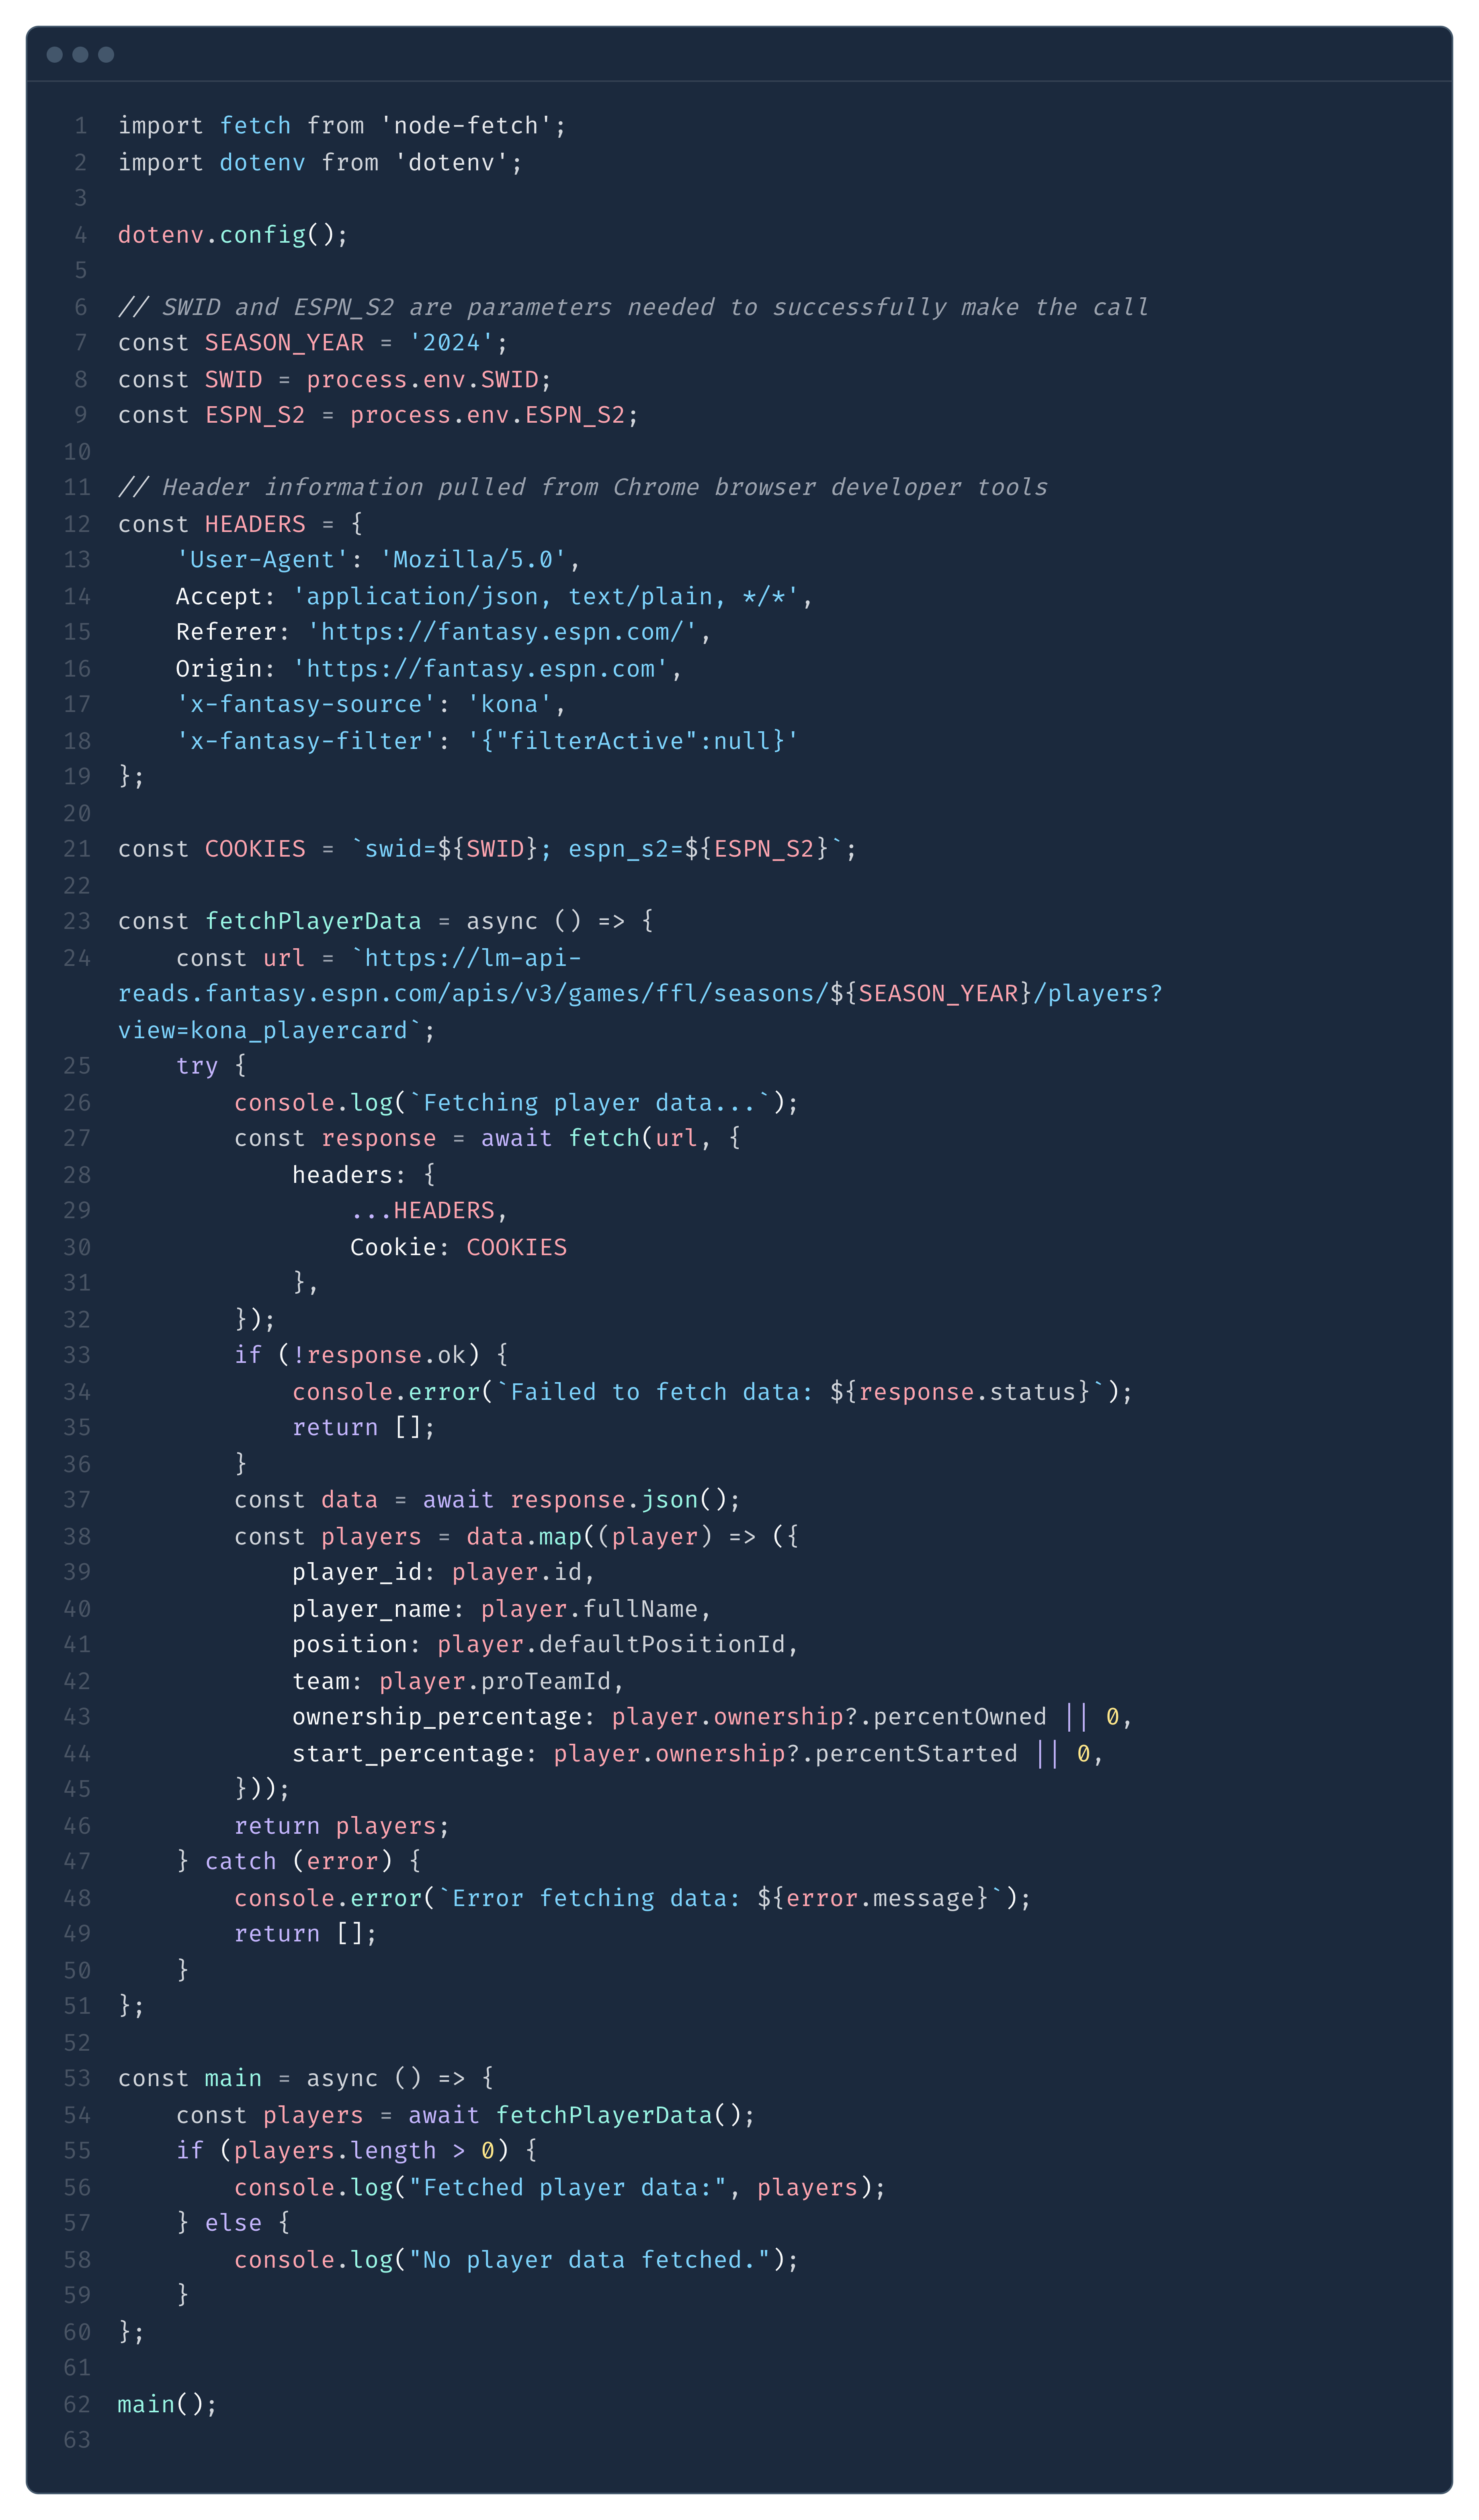 1 import fetch from 'node-fetch';
2 import dotenv from 'dotenv';
3
4 dotenv.config();
5
6 // SWID and ESPN_S2 are parameters needed to successfully make the call
7 const SEASON_YEAR = '2024';
8 const SWID = process.env.SWID;
9 const ESPN_S2 = process.env.ESPN_S2;
10
11 // Header information pulled from Chrome browser developer tools
12 const HEADERS = {
13     'User-Agent': 'Mozilla/5.0',
14     Accept: 'application/json, text/plain, */*',
15     Referer: 'https://fantasy.espn.com/',
16     Origin: 'https://fantasy.espn.com',
17     'x-fantasy-source': 'kona',
18     'x-fantasy-filter': '{"filterActive":null}'
19 };
20
21 const COOKIES = `swid=${SWID}; espn_s2=${ESPN_S2}`;
22
23 const fetchPlayerData = async () => {
24     const url = `https://lm-api-
reads.fantasy.espn.com/apis/v3/games/ffl/seasons/${SEASON_YEAR}/players?
view=kona_playercard`;
25     try {
26         console.log(`Fetching player data...`);
27         const response = await fetch(url, {
28             headers: {
29                 ...HEADERS,
30                 Cookie: COOKIES
31             },
32         });
33         if (!response.ok) {
34             console.error(`Failed to fetch data: ${response.status}`);
35             return [];
36         }
37         const data = await response.json();
38         const players = data.map((player) => ({
39             player_id: player.id,
40             player_name: player.fullName,
41             position: player.defaultPositionId,
42             team: player.proTeamId,
43             ownership_percentage: player.ownership?.percentOwned || 0,
44             start_percentage: player.ownership?.percentStarted || 0,
45         }));
46         return players;
47     } catch (error) {
48         console.error(`Error fetching data: ${error.message}`);
49         return [];
50     }
51 };
52
53 const main = async () => {
54     const players = await fetchPlayerData();
55     if (players.length > 0) {
56         console.log("Fetched player data:", players);
57     } else {
58         console.log("No player data fetched.");
59     }
60 };
61
62 main();
63